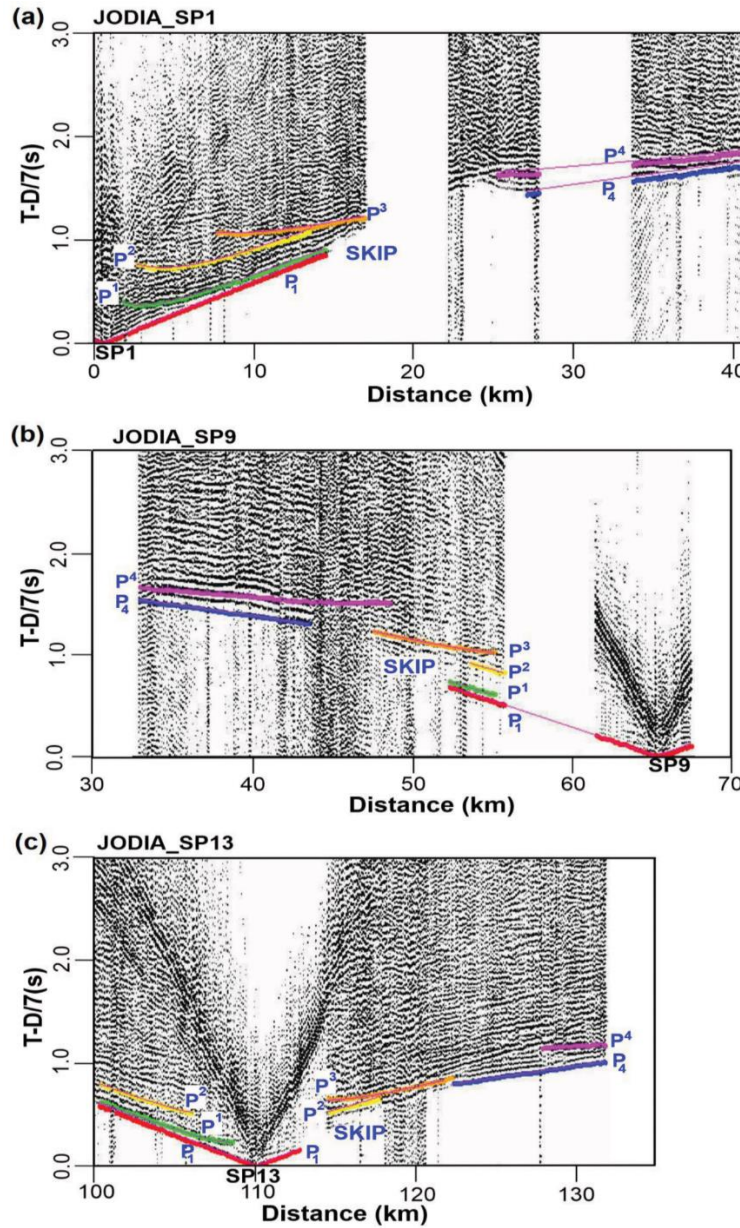 (a) JODIA_SP1
T-D/7(s)
3.0
2.0
1.0
0.0
P¹
P²
P³
P⁴
P₁
P₄
SKIP
SP1
0 10 20 30 40
Distance (km)
(b) JODIA_SP9
T-D/7(s)
3.0
2.0
1.0
0.0
P⁴
P₄
P³
SKIP
P²
P¹
P₁
SP9
30 40 50 60 70
Distance (km)
(c) JODIA_SP13
T-D/7(s)
3.0
2.0
1.0
0.0
P²
P¹
P₁
P³
P²
SKIP
P₁
P⁴
P₄
SP13
100 110 120 130
Distance (km)